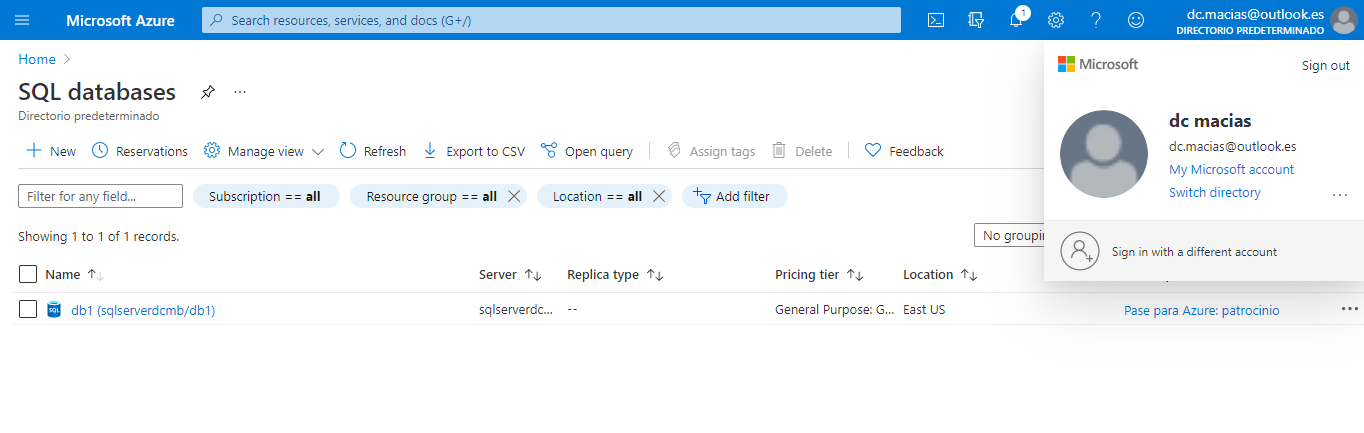 Microsoft Azure
Search resources, services, and docs (G+/)
1
dc.macias@outlook.es
DIRECTORIO PREDETERMINADO
Home >
SQL databases
...
Directorio predeterminado
Microsoft
Sign out
dc macias
dc.macias@outlook.es
My Microsoft account
Switch directory
...
Sign in with a different account
New
Reservations
Manage view
Refresh
Export to CSV
Open query
Assign tags
Delete
Feedback
Filter for any field...
Subscription == all
Resource group == all
Location == all
Add filter
Showing 1 to 1 of 1 records.
No groupin
Name ↑↓ Server ↑↓ Replica type ↑↓ Pricing tier ↑↓ Location ↑↓
SQL db1 (sqlserverdcmb/db1) sqlserverdc... -- General Purpose: G... East US Pase para Azure: patrocinio ...